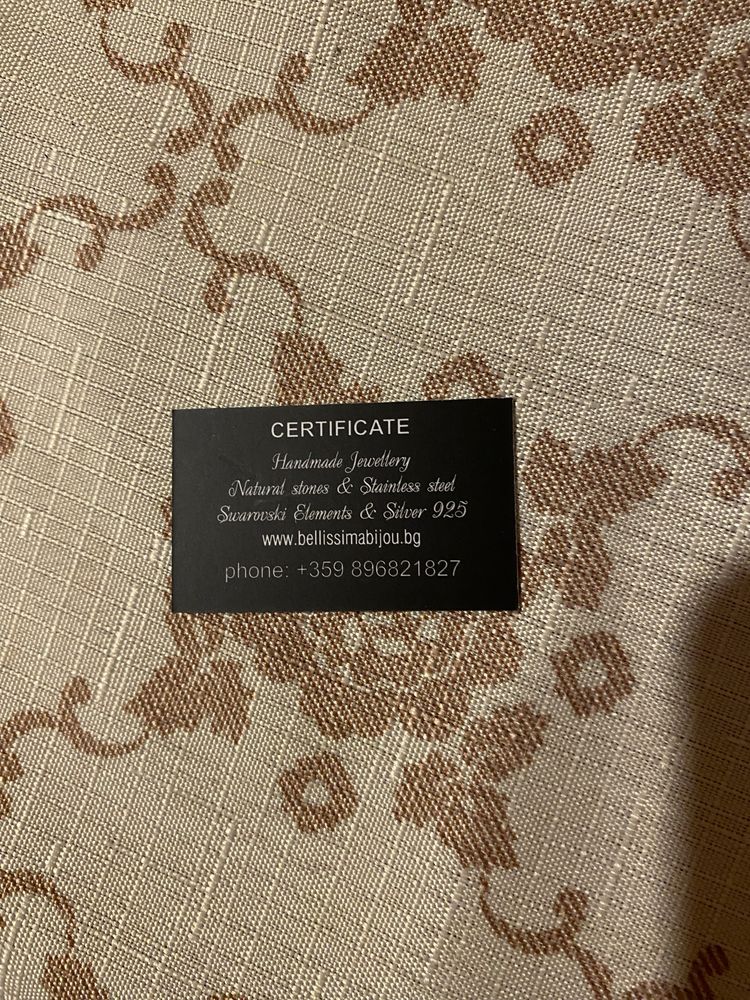 CERTIFICATE
Handmade Jewellery
Natural stones & Stainless steel
Swarovski Elements & Silver 925
www.bellissimabijou.bg
phone: +359 896821827